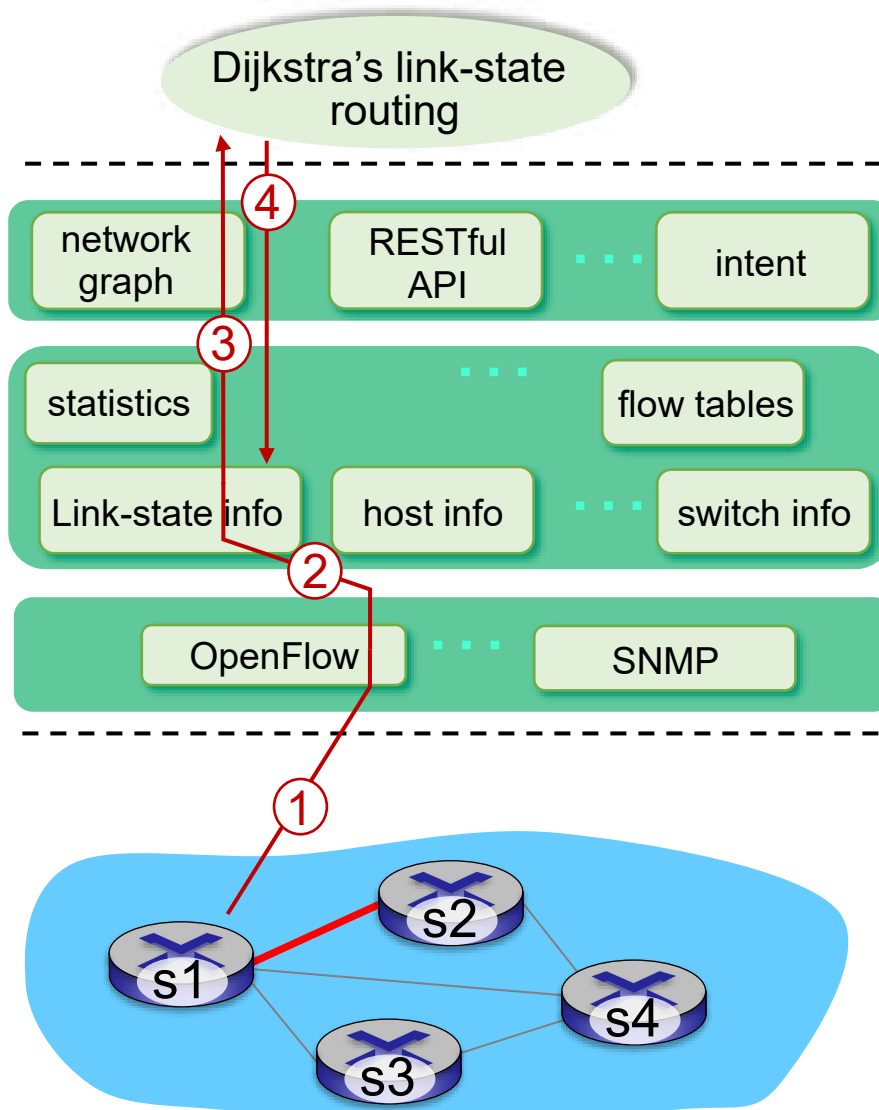 Dijkstra’s link-state
routing
4
network
graph
RESTful
API
intent
3
statistics
flow tables
Link-state info
host info
switch info
2
OpenFlow
SNMP
1
s2
s1
s4
s3